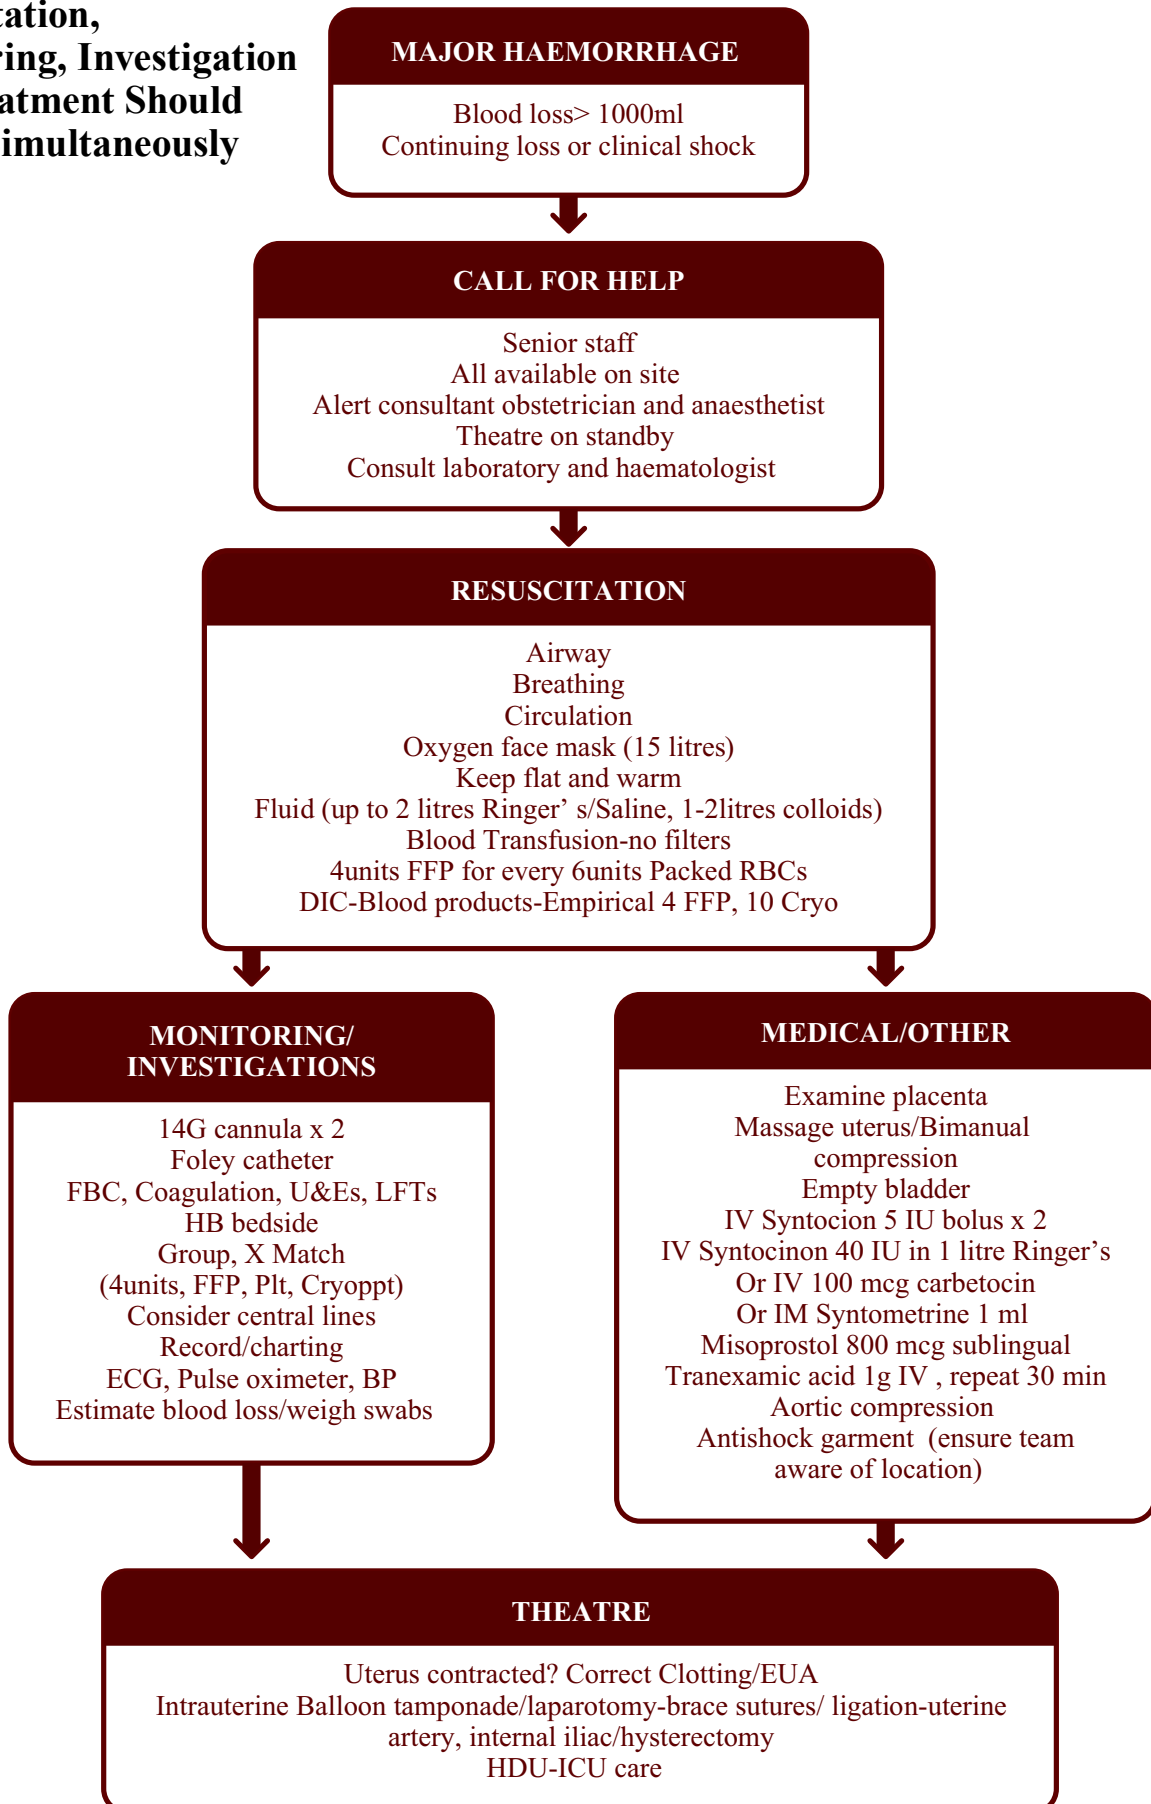 tation,
ring, Investigation
eatment Should
imultaneously
MAJOR HAEMORRHAGE
Blood loss> 1000ml
Continuing loss or clinical shock
CALL FOR HELP
Senior staff
All available on site
Alert consultant obstetrician and anaesthetist
Theatre on standby
Consult laboratory and haematologist
RESUSCITATION
Airway
Breathing
Circulation
Oxygen face mask (15 litres)
Keep flat and warm
Fluid (up to 2 litres Ringer’ s/Saline, 1-2litres colloids)
Blood Transfusion-no filters
4units FFP for every 6units Packed RBCs
DIC-Blood products-Empirical 4 FFP, 10 Cryo
MONITORING/
INVESTIGATIONS
14G cannula x 2
Foley catheter
FBC, Coagulation, U&Es, LFTs
HB bedside
Group, X Match
(4units, FFP, Plt, Cryoppt)
Consider central lines
Record/charting
ECG, Pulse oximeter, BP
Estimate blood loss/weigh swabs
MEDICAL/OTHER
Examine placenta
Massage uterus/Bimanual
compression
Empty bladder
IV Syntocion 5 IU bolus x 2
IV Syntocinon 40 IU in 1 litre Ringer’s
Or IV 100 mcg carbetocin
Or IM Syntometrine 1 ml
Misoprostol 800 mcg sublingual
Tranexamic acid 1g IV , repeat 30 min
Aortic compression
Antishock garment (ensure team
aware of location)
THEATRE
Uterus contracted? Correct Clotting/EUA
Intrauterine Balloon tamponade/laparotomy-brace sutures/ ligation-uterine
artery, internal iliac/hysterectomy
HDU-ICU care